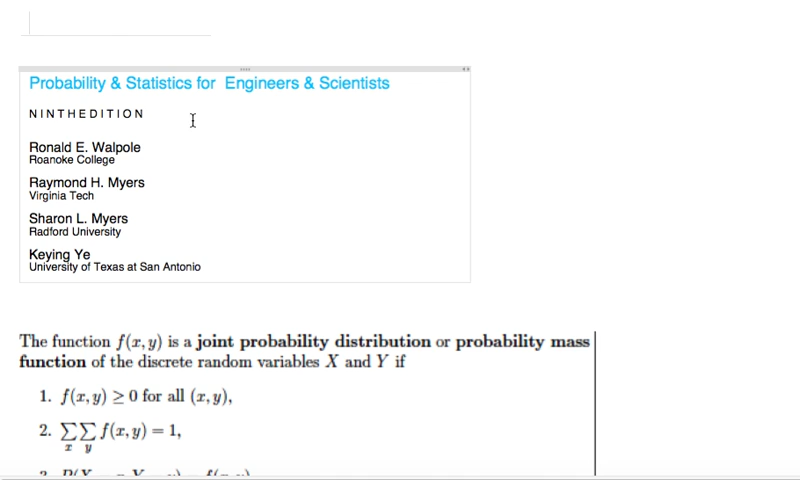 Probability & Statistics for Engineers & Scientists
NINTHEDITION
Ronald E. Walpole
Roanoke College
Raymond H. Myers
Virginia Tech
Sharon L. Myers
Radford University
Keying Ye
University of Texas at San Antonio
The function f(x, y) is a joint probability distribution or probability mass
function of the discrete random variables X and Y if
1. f(x, y) ≥ 0 for all (x, y),
2. ∑∑ f(x, y) = 1,
x y